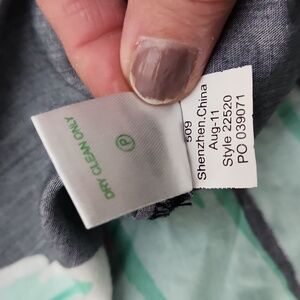 DRY CLEAN ONLY
P
509
Shenzhen,China
Aug-11
Style 22520
PO 039071